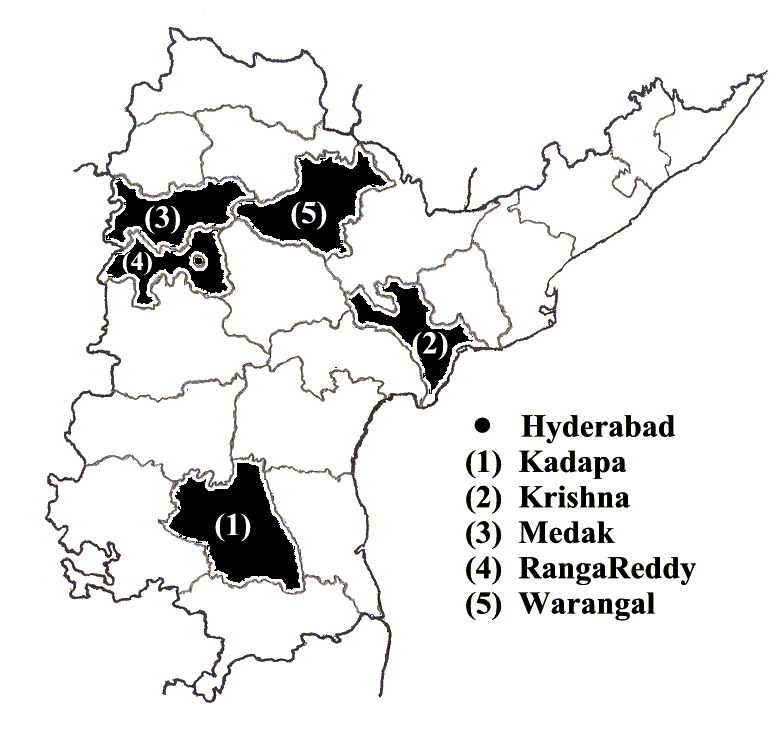 (3)
(5)
(4)
(2)
(1)
● Hyderabad
(1) Kadapa
(2) Krishna
(3) Medak
(4) RangaReddy
(5) Warangal